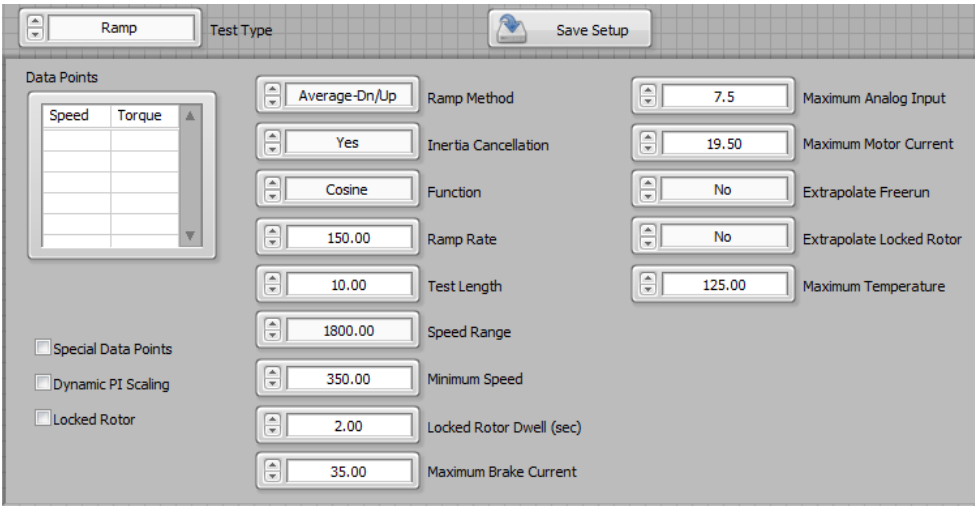 Ramp Test Type Save Setup
Data Points
Speed Torque
Average-Dn/Up Ramp Method
Yes Inertia Cancellation
Cosine Function
150.00 Ramp Rate
10.00 Test Length
1800.00 Speed Range
350.00 Minimum Speed
2.00 Locked Rotor Dwell (sec)
35.00 Maximum Brake Current
7.5 Maximum Analog Input
19.50 Maximum Motor Current
No Extrapolate Freerun
No Extrapolate Locked Rotor
125.00 Maximum Temperature
Special Data Points
Dynamic PI Scaling
Locked Rotor